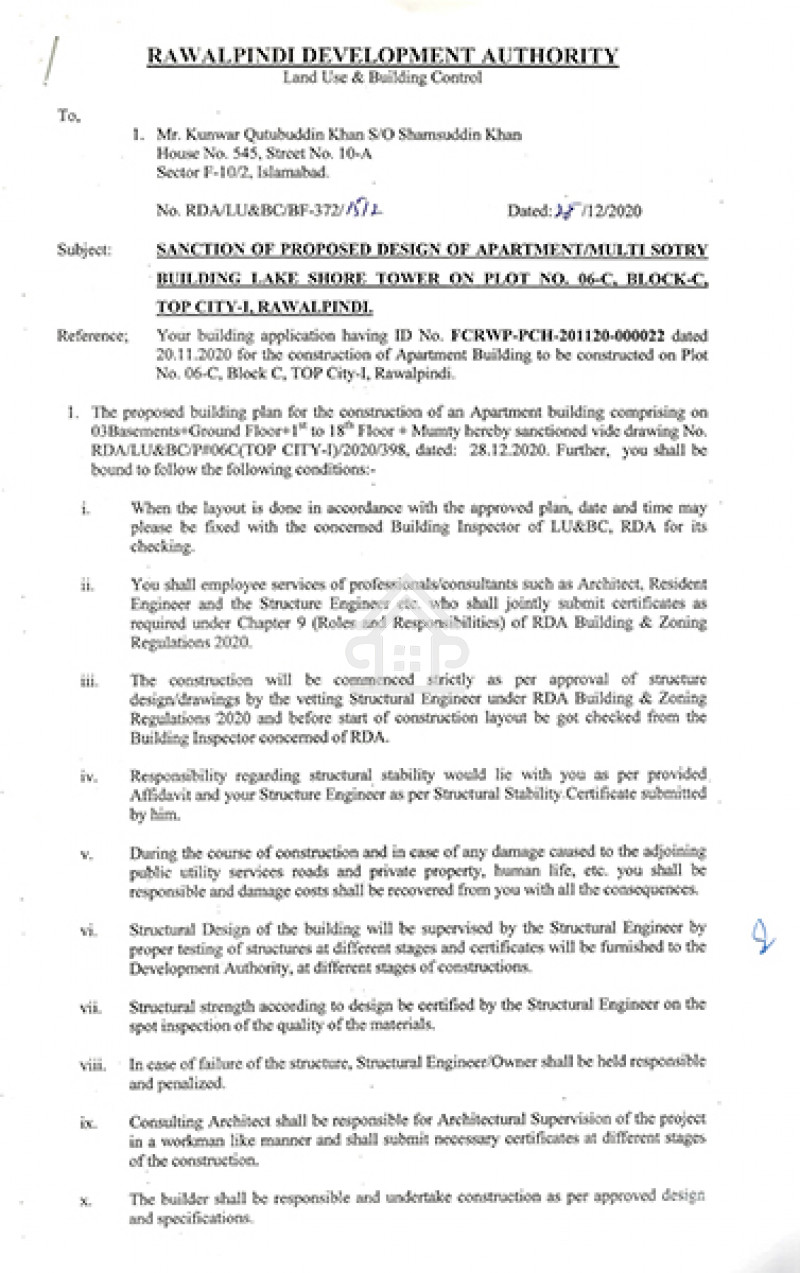 RAWALPINDI DEVELOPMENT AUTHORITY
Land Use & Building Control
To,
1. Mr. Kunwar Qutubuddin Khan S/O Shamsuddin Khan
House No. 545, Street No. 10-A
Sector F-10/2, Islamabad.
No. RDA/LU&BC/BF-372/1512 Dated: /12/2020
Subject: SANCTION OF PROPOSED DESIGN OF APARTMENT/MULTI SOTRY
BUILDING LAKE SHORE TOWER ON PLOT NO. 06-C, BLOCK-C,
TOP CITY-I, RAWALPINDI.
Reference; Your building application having ID No. FCRWP-PCH-201120-000022 dated
20.11.2020 for the construction of Apartment Building to be constructed on Plot
No. 06-C, Block C, TOP City-I, Rawalpindi.
1. The proposed building plan for the construction of an Apartment building comprising on
03Basements+Ground Floor+1st to 18th Floor + Mumty hereby sanctioned vide drawing No.
RDA/LU&BC/P#06C(TOP CITY-I)/2020/398, dated: 28.12.2020. Further, you shall be
bound to follow the following conditions:-
i. When the layout is done in accordance with the approved plan, date and time may
please be fixed with the concerned Building Inspector of LU&BC, RDA for its
checking.
ii. You shall employee services of professionals/consultants such as Architect, Resident
Engineer and the Structure Engineer etc. who shall jointly submit certificates as
required under Chapter 9 (Roles and Responsibilities) of RDA Building & Zoning
Regulations 2020.
iii. The construction will be commenced strictly as per approval of structure
design/drawings by the vetting Structural Engineer under RDA Building & Zoning
Regulations 2020 and before start of construction layout be got checked from the
Building Inspector concerned of RDA.
iv. Responsibility regarding structural stability would lie with you as per provided
Affidavit and your Structure Engineer as per Structural Stability Certificate submitted
by him.
v. During the course of construction and in case of any damage caused to the adjoining
public utility services roads and private property, human life, etc. you shall be
responsible and damage costs shall be recovered from you with all the consequences.
vi. Structural Design of the building will be supervised by the Structural Engineer by
proper testing of structures at different stages and certificates will be furnished to the
Development Authority, at different stages of constructions.
vii. Structural strength according to design be certified by the Structural Engineer on the
spot inspection of the quality of the materials.
viii. In case of failure of the structure, Structural Engineer/Owner shall be held responsible
and penalized.
ix. Consulting Architect shall be responsible for Architectural Supervision of the project
in a workman like manner and shall submit necessary certificates at different stages
of the construction.
x. The builder shall be responsible and undertake construction as per approved design
and specifications.